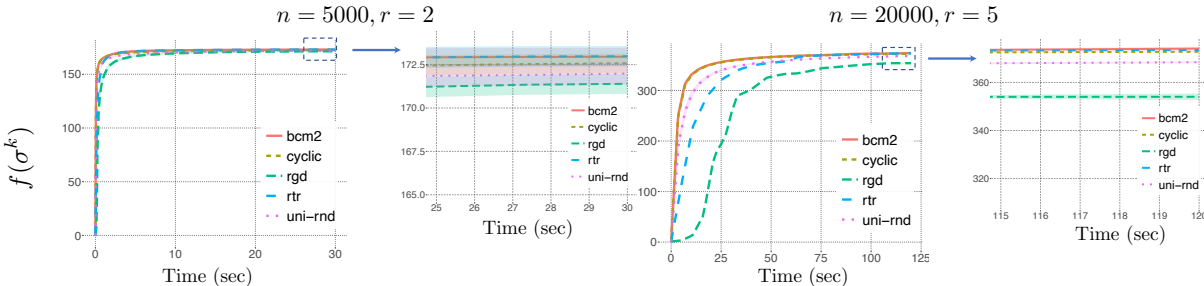 n = 5000, r = 2
n = 20000, r = 5
f(σ^k)
150
100
50
0
0
10
20
30
Time (sec)
bcm2
cyclic
rgd
rtr
uni-rnd
172.5
170.0
167.5
165.0
25
26
27
28
29
30
Time (sec)
bcm2
cyclic
rgd
rtr
uni-rnd
300
200
100
0
0
25
50
75
100
125
Time (sec)
bcm2
cyclic
rgd
rtr
uni-rnd
360
340
320
115
116
117
118
119
120
Time (sec)
bcm2
cyclic
rgd
rtr
uni-rnd